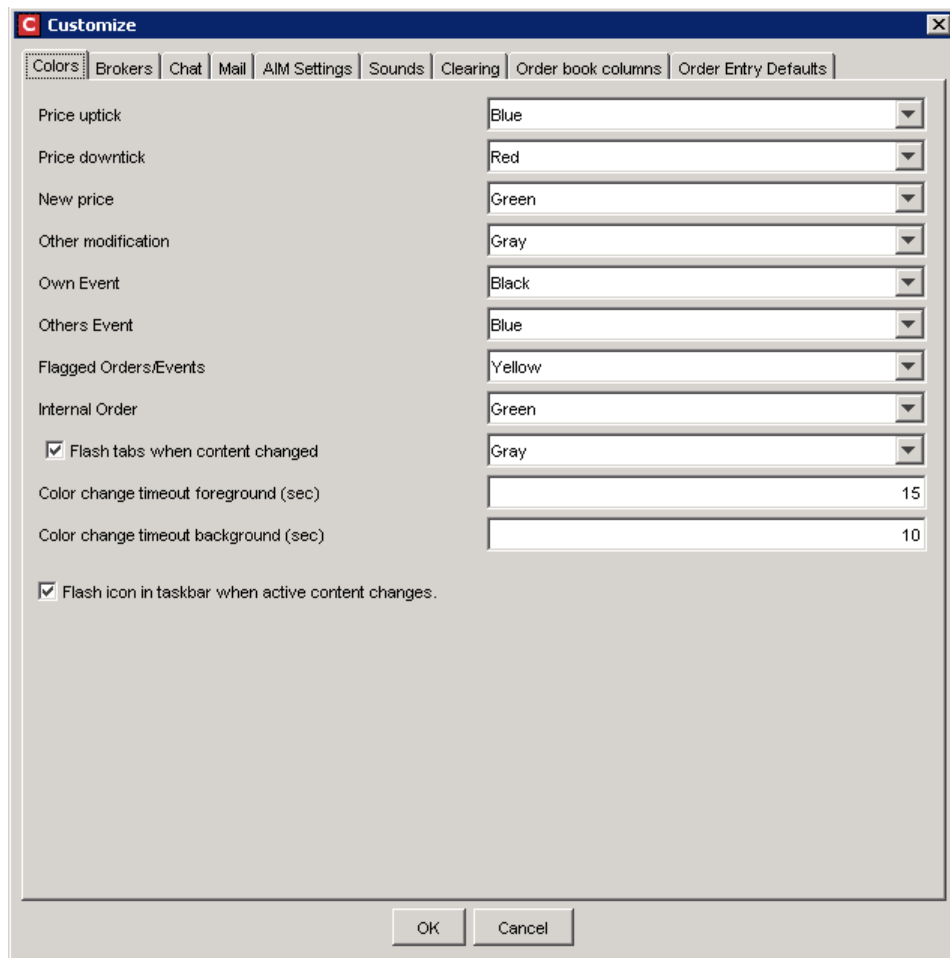 C Customize
Colors Brokers Chat Mail AIM Settings Sounds Clearing Order book columns Order Entry Defaults
Price uptick Blue
Price downtick Red
New price Green
Other modification Gray
Own Event Black
Others Event Blue
Flagged Orders/Events Yellow
Internal Order Green
Flash tabs when content changed Gray
Color change timeout foreground (sec) 15
Color change timeout background (sec) 10
Flash icon in taskbar when active content changes.
OK Cancel